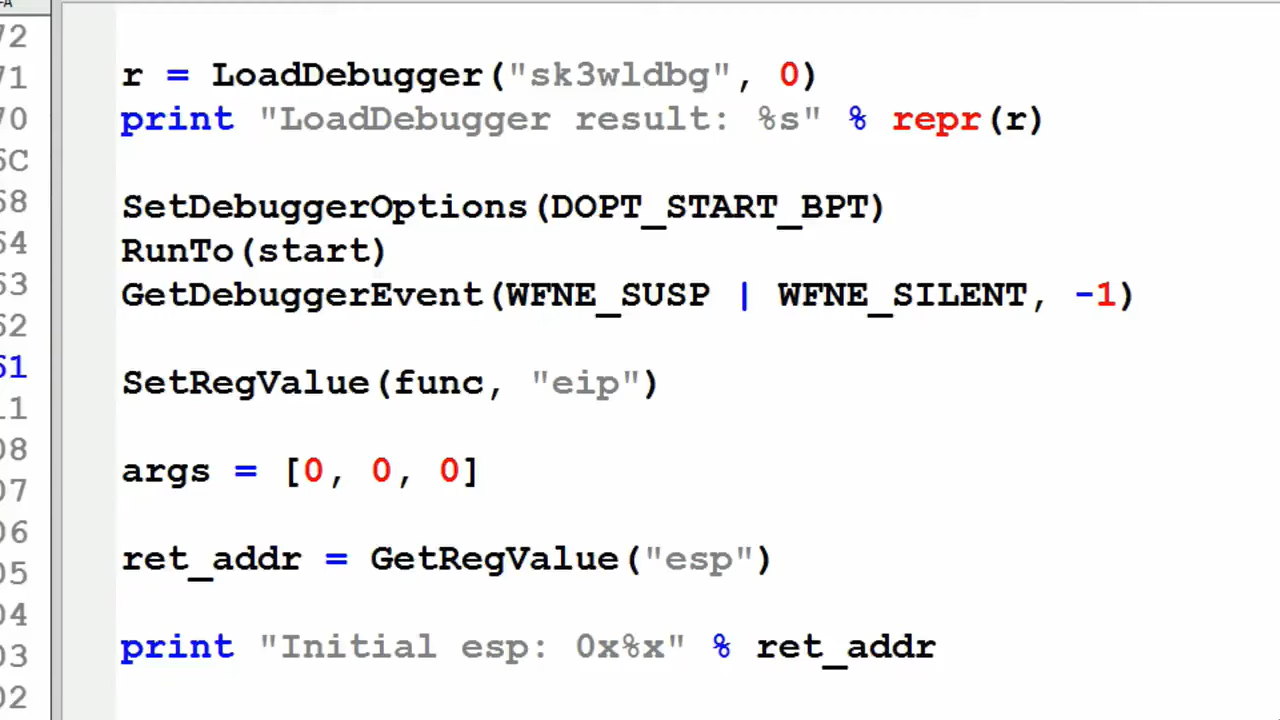 r = LoadDebugger("sk3wldbg", 0)
print "LoadDebugger result: %s" % repr(r)
SetDebuggerOptions(DOPT_START_BPT)
RunTo(start)
GetDebuggerEvent(WFNE_SUSP | WFNE_SILENT, -1)
SetRegValue(func, "eip")
args = [0, 0, 0]
ret_addr = GetRegValue("esp")
print "Initial esp: 0x%x" % ret_addr